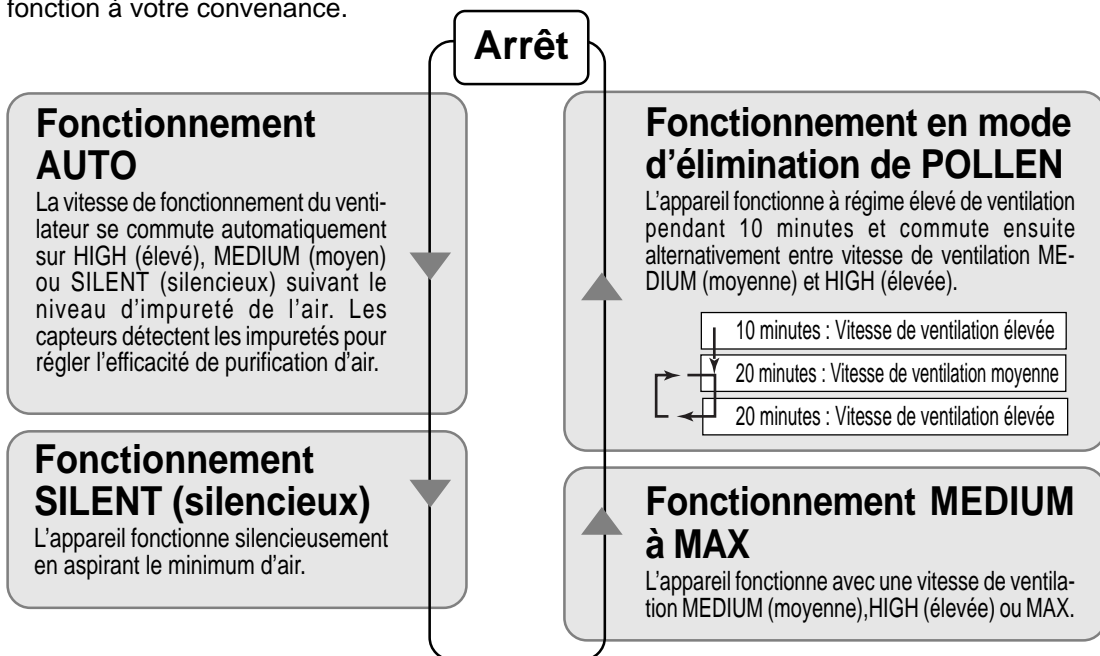 fonction à votre convenance.
Arrêt
Fonctionnement
AUTO
La vitesse de fonctionnement du venti-
lateur se commute automatiquement
sur HIGH (élevé), MEDIUM (moyen)
ou SILENT (silencieux) suivant le
niveau d'impureté de l'air. Les
capteurs détectent les impuretés pour
régler l'efficacité de purification d'air.
Fonctionnement
SILENT (silencieux)
L'appareil fonctionne silencieusement
en aspirant le minimum d'air.
Fonctionnement en mode
d'élimination de POLLEN
L'appareil fonctionne à régime élevé de ventilation
pendant 10 minutes et commute ensuite
alternativement entre vitesse de ventilation ME-
DIUM (moyenne) et HIGH (élevée).
10 minutes : Vitesse de ventilation élevée
20 minutes : Vitesse de ventilation moyenne
20 minutes : Vitesse de ventilation élevée
Fonctionnement MEDIUM
à MAX
L'appareil fonctionne avec une vitesse de ventila-
tion MEDIUM (moyenne),HIGH (élevée) ou MAX.